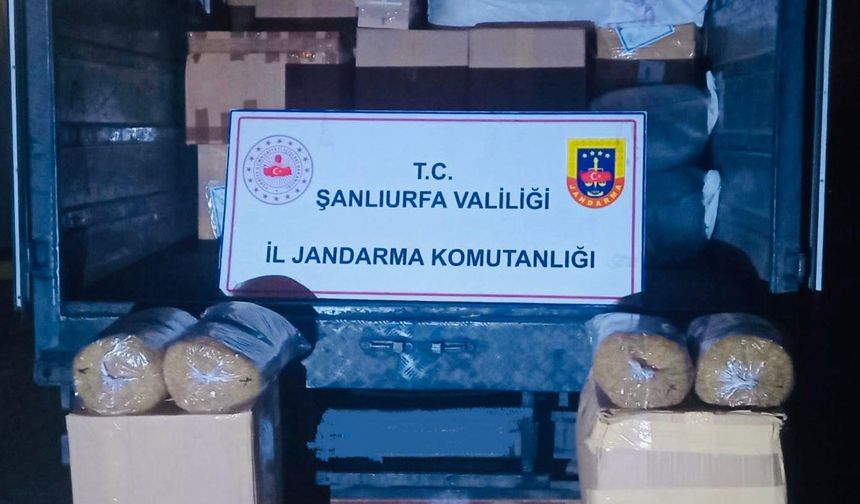 T.C.
ŞANLIURFA VALİLİĞİ
İL JANDARMA KOMUTANLIĞI
JANDARMA